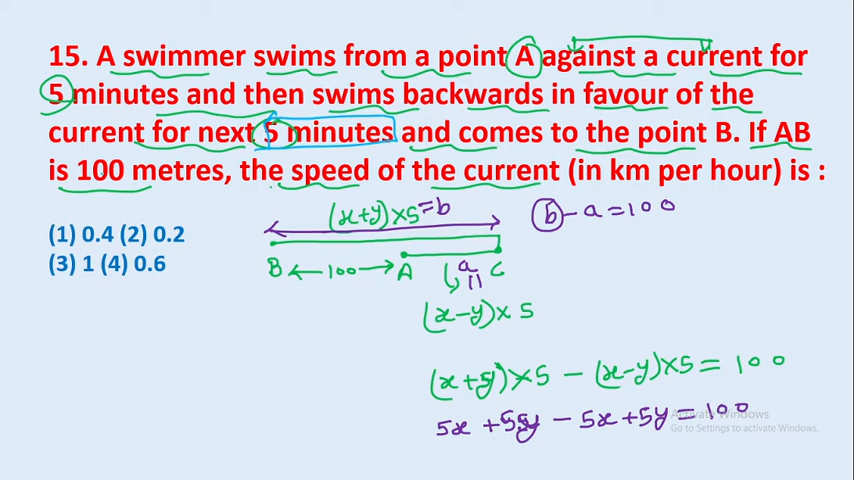 15. A swimmer swims from a point A against a current for
5 minutes and then swims backwards in favour of the
current for next 5 minutes and comes to the point B. If AB
is 100 metres, the speed of the current (in km per hour) is :
(1) 0.4 (2) 0.2
(3) 1 (4) 0.6
(x+y)×5=b
b-a=100
B 100 A a C
(x-y)×5
(x+y)×5 - (x-y)×5=100
5x+5y-5x+5y=100
Activate Windows
Go to Settings to activate Windows.